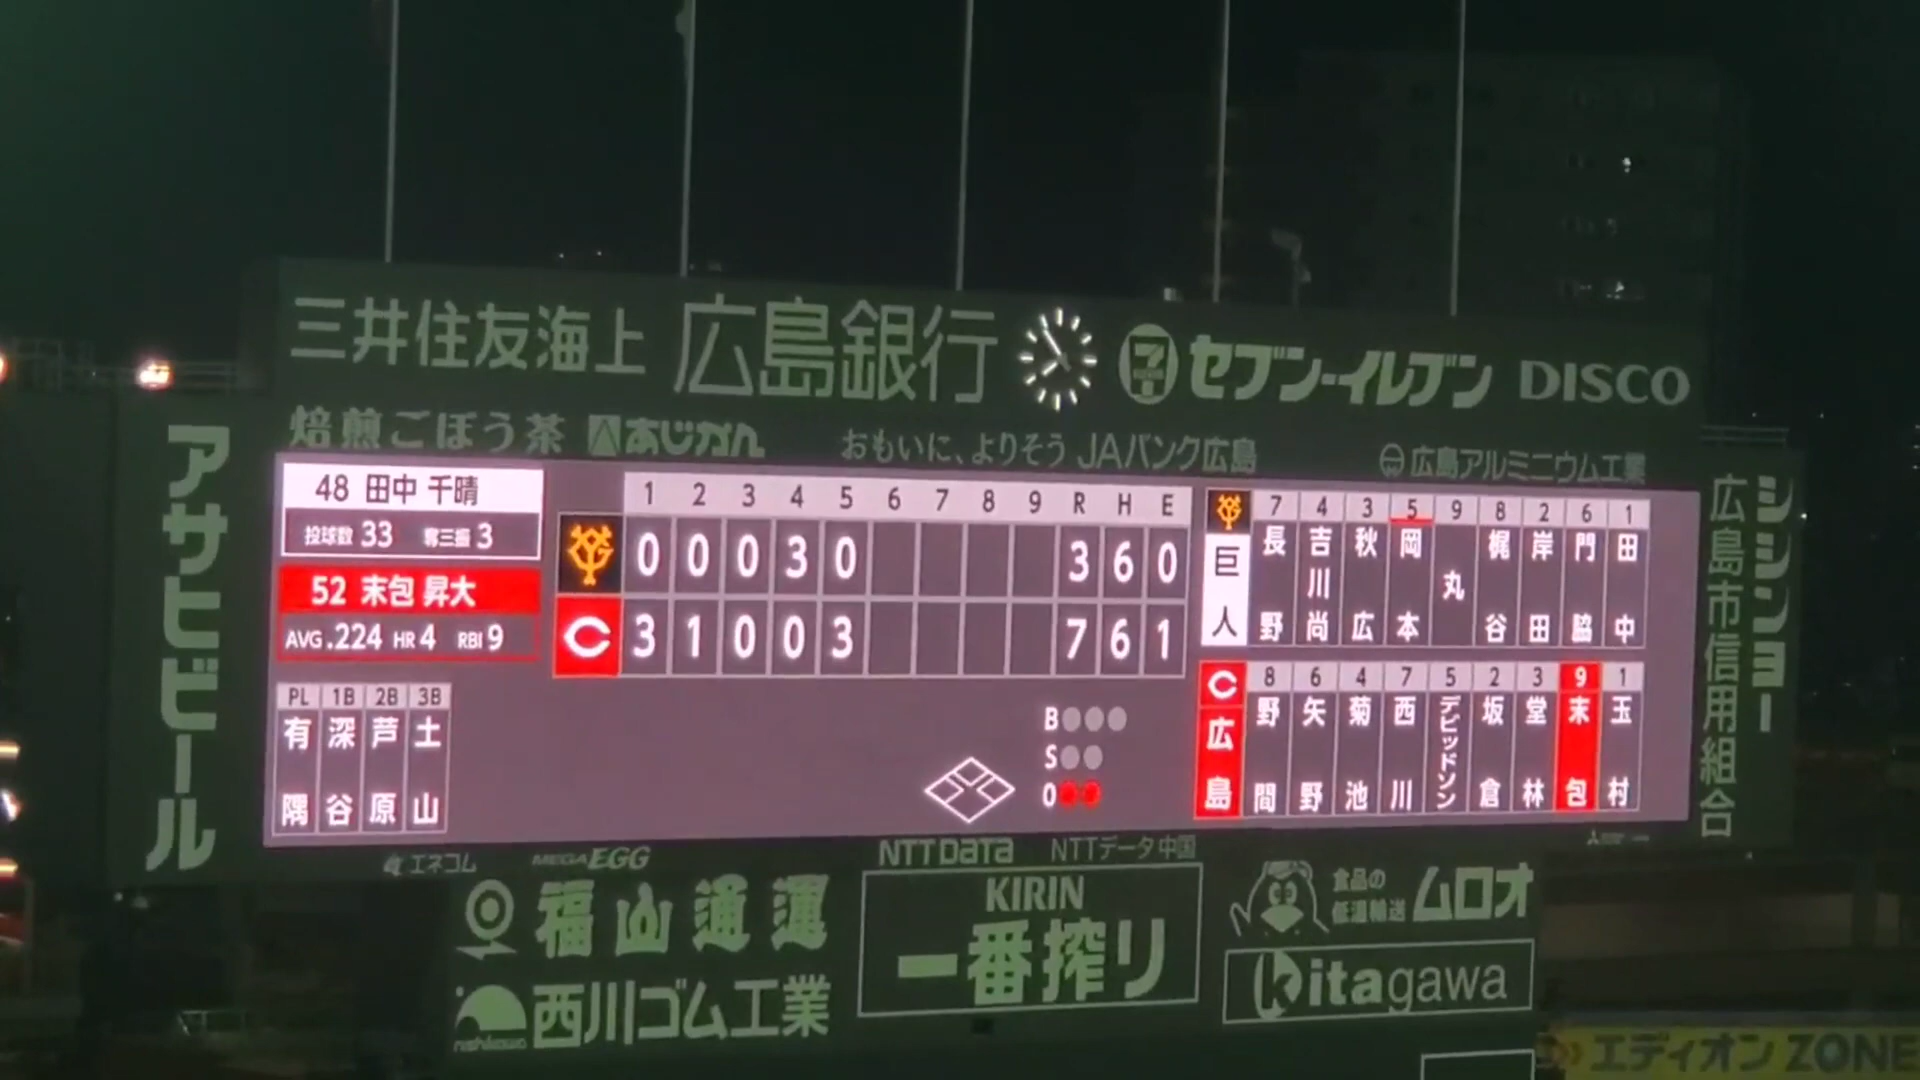 三井住友海上 広島銀行 セブン-イレブン DISCO
焙煎ごぼう茶 あじかん おもいに、よりそう JAバンク広島 広島アルミニウム工業
アサヒビール
48 田中 千晴
投球数 33 奪三振 3
52 末包 昇大
AVG .224 HR 4 RBI 9
PL 1B 2B 3B
有隅 深谷 芦原 土山
1 2 3 4 5 6 7 8 9 R H E
0 0 0 3 0 3 6 0
C 3 1 0 0 3 7 6 1
B
S
O
7 4 3 5 9 8 2 6 1
巨人 長野 吉川尚 秋広 岡本 丸 梶谷 岸田 門脇 田中
C 8 6 4 7 5 2 3 9 1
広島 野間 矢野 菊池 西川 デビッドソン 坂倉 堂林 末包 玉村
シシンヨー
広島市信用組合
エネコム MEGA EGG NTT DATA NTTデータ中国
福山通運
西川ゴム工業
nishikawa
KIRIN
一番搾り
食品の
低温輸送 ムロオ
kitagawa
エディオン ZONE